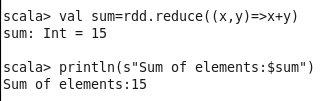 scala> val sum=rdd.reduce((x,y)=>x+y)
sum: Int = 15
scala> println(s"Sum of elements:$sum")
Sum of elements:15